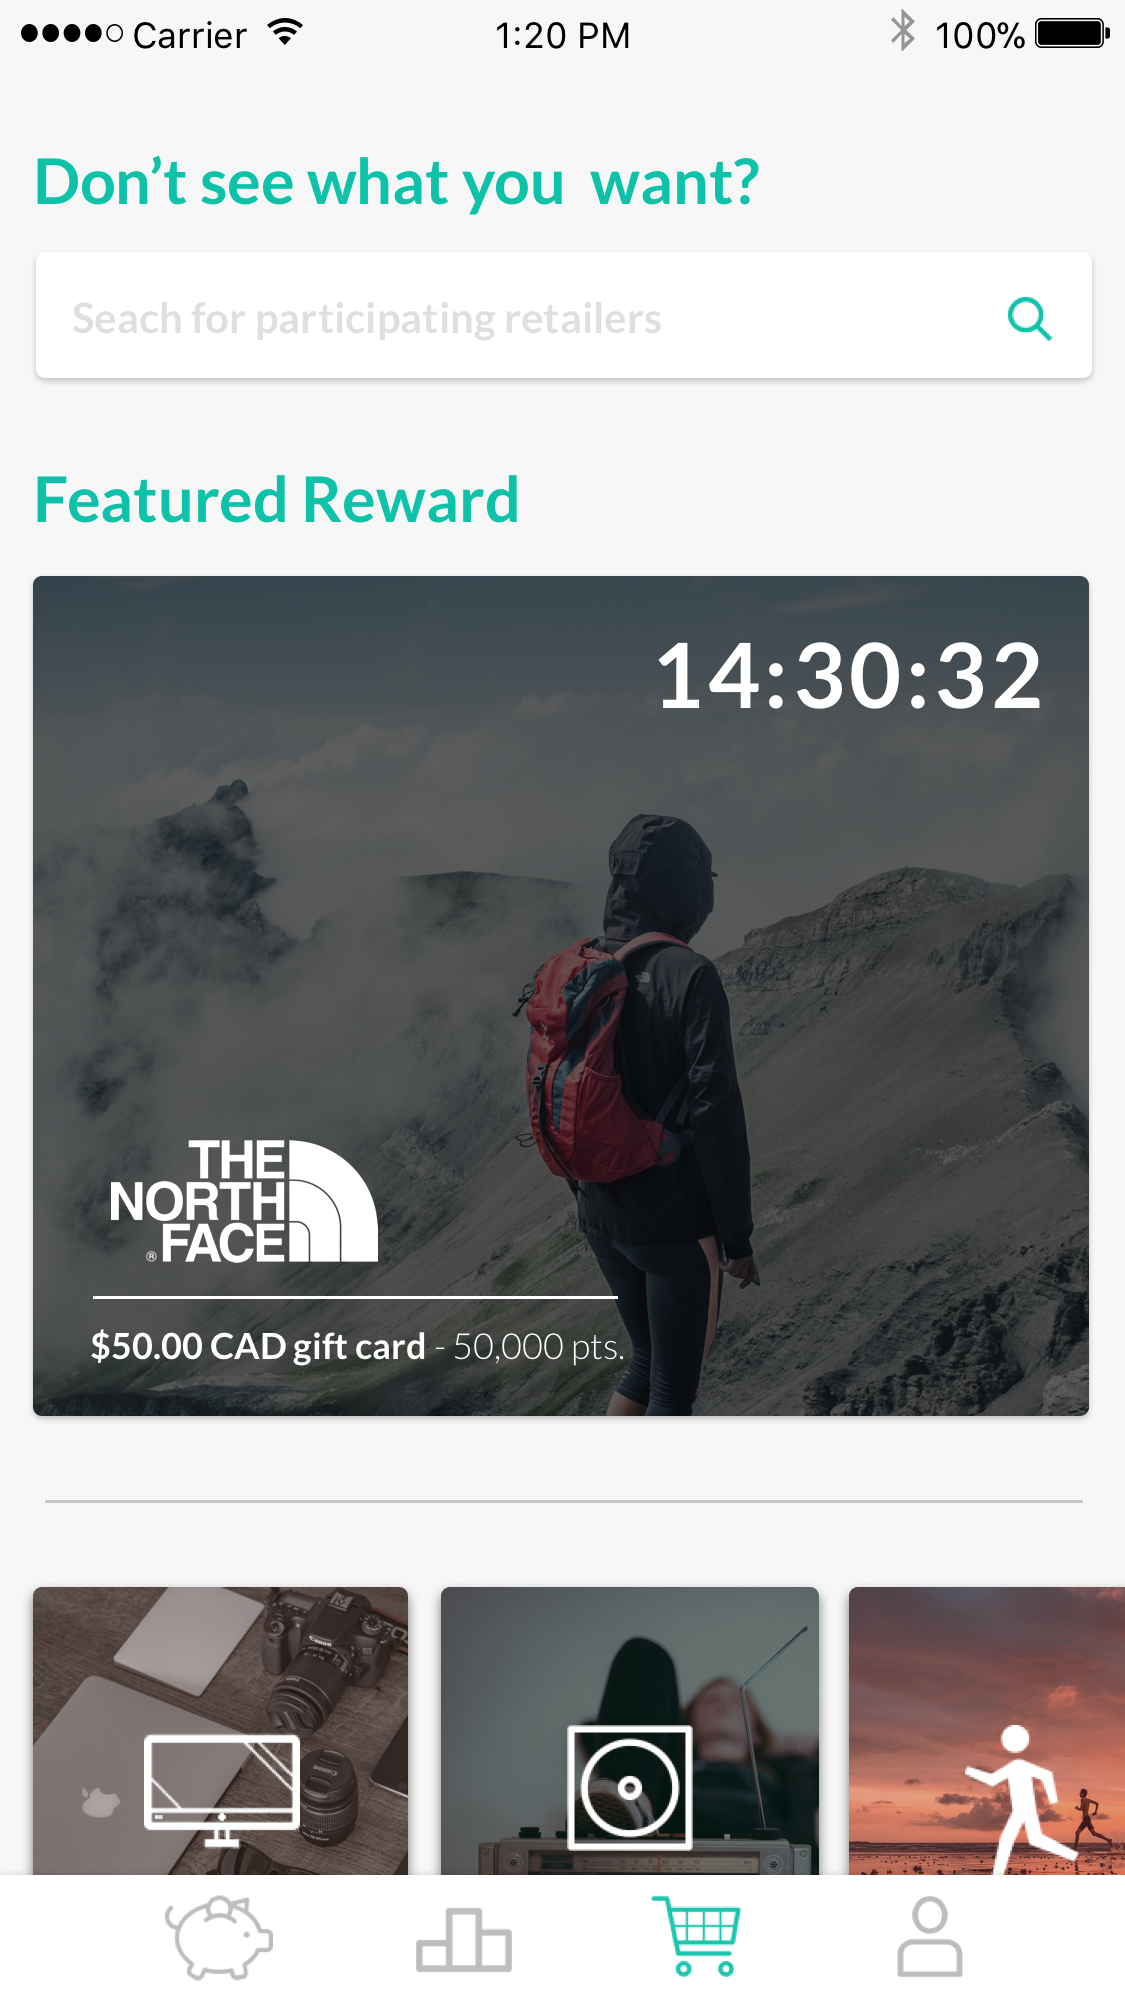 Carrier
1:20 PM
100%
Don’t see what you  want?
Seach for participating retailers
Featured Reward
14:30:32
THE
NORTH
® FACE
$50.00 CAD gift card - 50,000 pts.
Canon